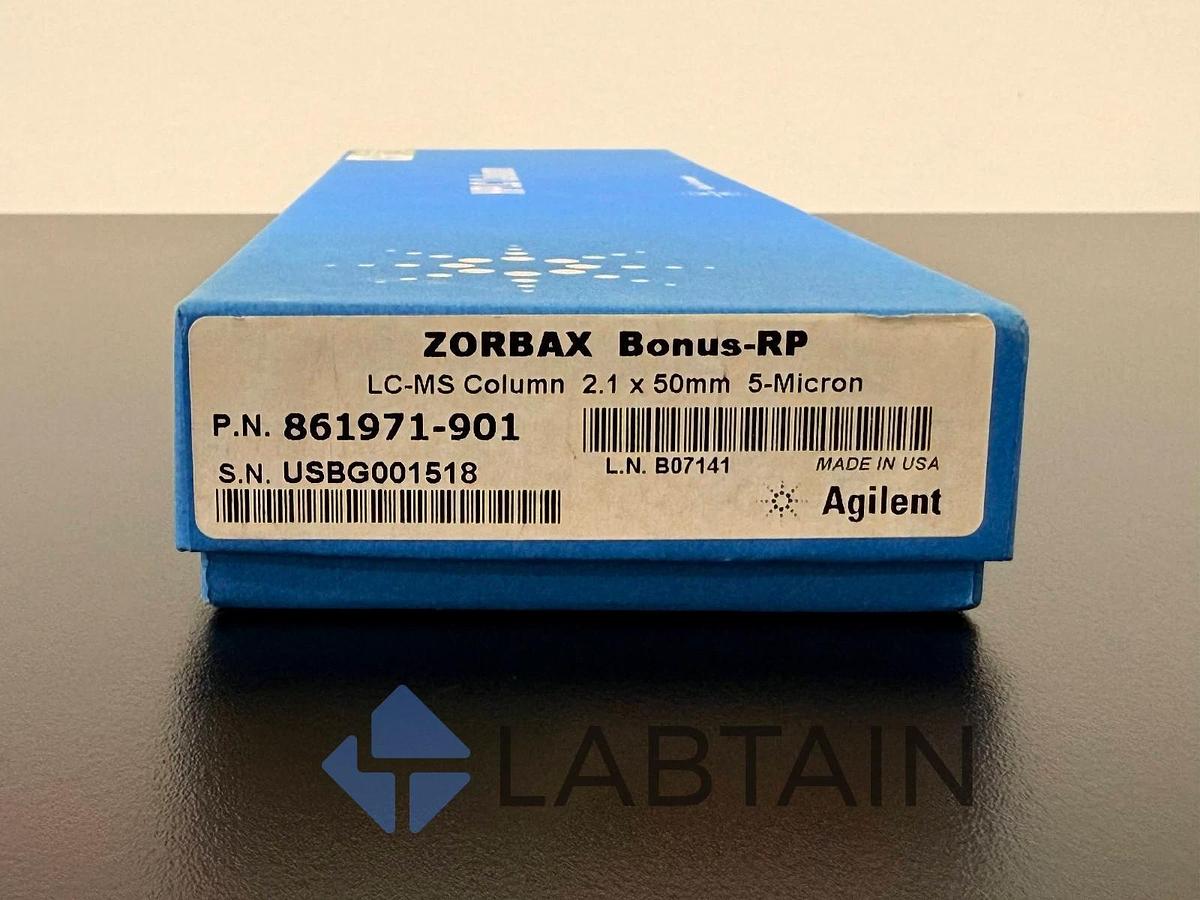 ZORBAX Bonus-RP
LC-MS Column 2.1 x 50mm 5-Micron
P.N. 861971-901
L.N. B07141 MADE IN USA
S.N. USBG001518
Agilent
LABTAIN